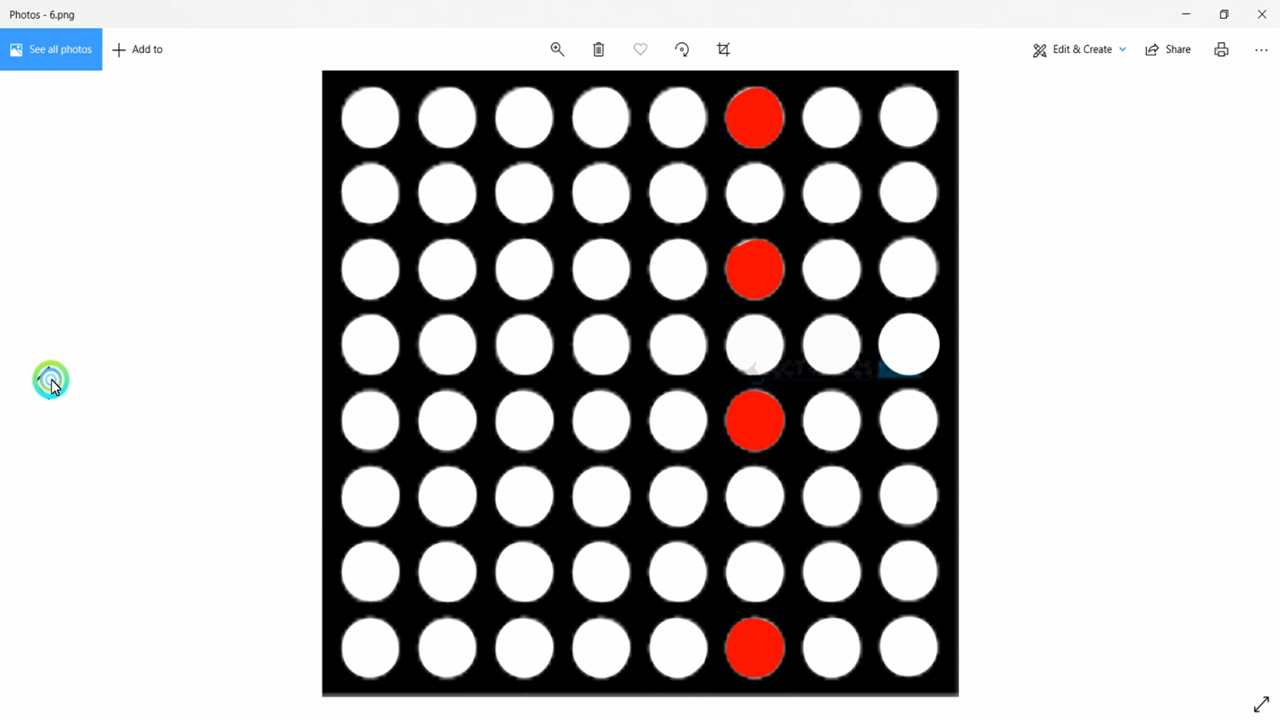 Photos - 6.png
See all photos
Add to
Edit & Create
Share